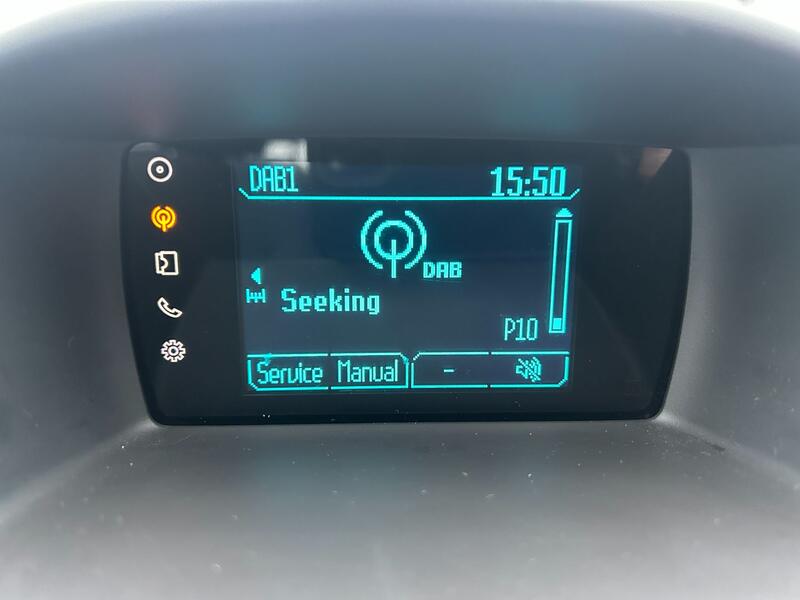 DAB1 15:50
DAB
Seeking
P10
Service Manual -